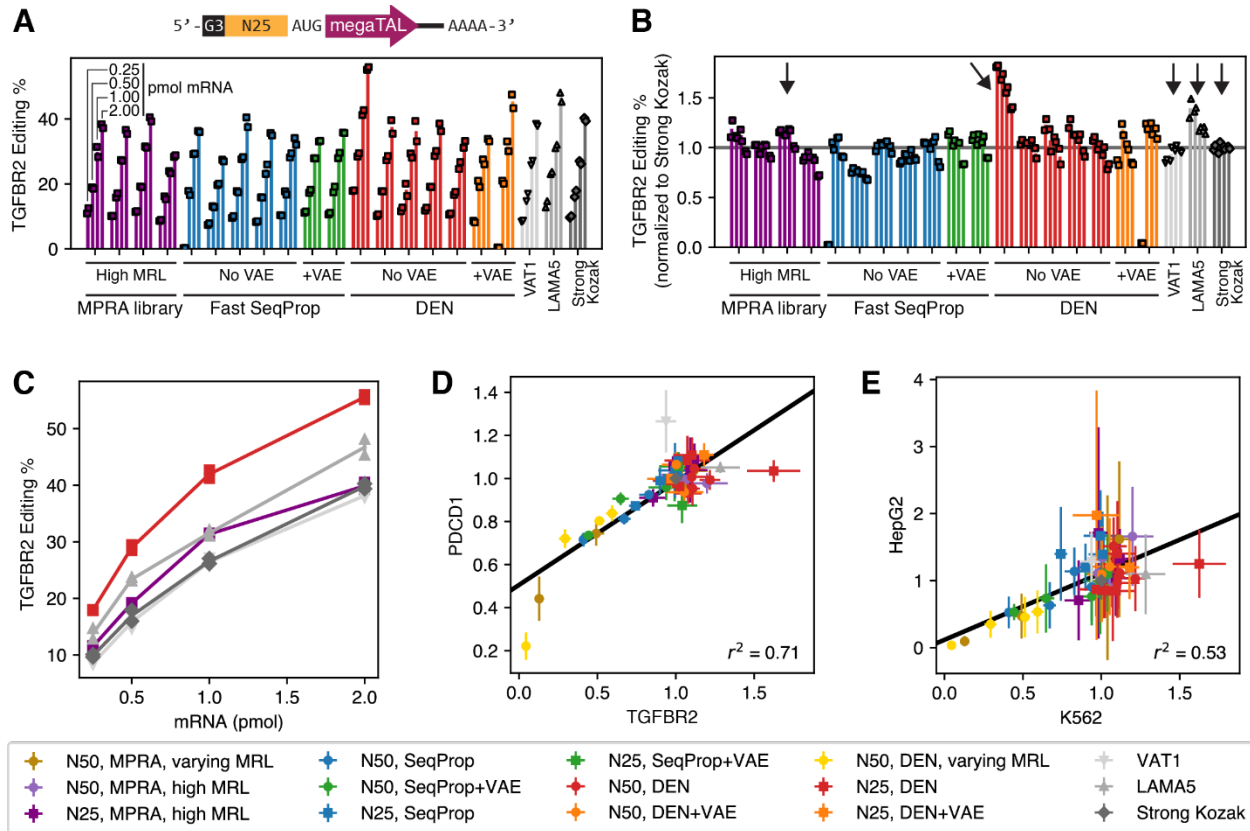 A
5'-G3 N25 AUG megaTAL AAAA-3'
TGFBR2 Editing %
40
20
0
0.25
0.50
1.00
2.00
pmol mRNA
High MRL
No VAE
+VAE
No VAE
+VAE
VAT1
LAMA5
Strong
Kozak
MPRA library
Fast SeqProp
DEN
B
TGFBR2 Editing %
(normalized to Strong Kozak)
1.5
1.0
0.5
0.0
High MRL
No VAE
+VAE
No VAE
+VAE
VAT1
LAMA5
Strong
Kozak
MPRA library
Fast SeqProp
DEN
C
TGFBR2 Editing %
50
40
30
20
10
0.5
1.0
1.5
2.0
mRNA (pmol)
D
PDCD1
1.4
1.2
1.0
0.8
0.6
0.4
0.2
0.0
0.5
1.0
1.5
TGFBR2
r² = 0.71
E
HepG2
4
3
2
1
0
0.0
0.5
1.0
1.5
K562
r² = 0.53
N50, MPRA, varying MRL
N50, MPRA, high MRL
N25, MPRA, high MRL
N50, SeqProp
N50, SeqProp+VAE
N25, SeqProp
N25, SeqProp+VAE
N50, DEN
N50, DEN+VAE
N50, DEN, varying MRL
N25, DEN
N25, DEN+VAE
VAT1
LAMA5
Strong Kozak